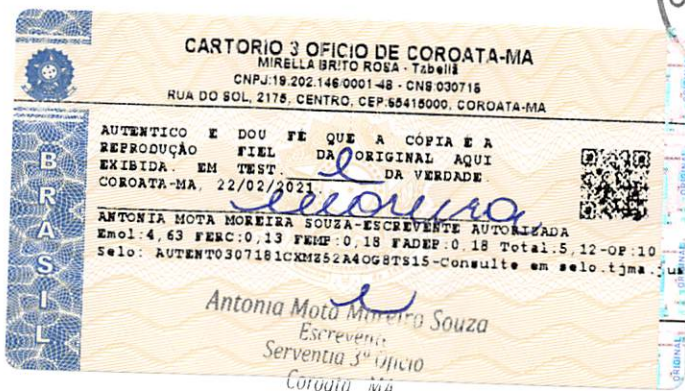 CARTORIO 3 OFICIO DE COROATA-MA
MIRELLA BRITO ROSA - Tabeliã
CNPJ:19.202.146/0001-48 - CNS:030718
RUA DO SOL, 2175, CENTRO, CEP:65415000, COROATA-MA
AUTENTICO E DOU FÉ QUE A CÓPIA E A
REPRODUÇÃO FIEL DA ORIGINAL AQUI
EXIBIDA. EM TEST. DA VERDADE.
COROATA-MA, 22/02/2021.
Moreira
ANTONIA MOTA MOREIRA SOUZA-ESCREVENTE AUTORIZADA
Emol:4,63 FERC:0,13 FEMP:0,18 FADEP:0,18 Total:5,12-OP:10
Selo: AUTENT0307181CXMZ52A4OG8TS15-Consulte em selo.tjma.jus
Antonia Mota Moreira Souza
Escrevente
Serventia 3º Ofício
Coroatá MA
BRASIL
ORIGINAL
ORIGINAL